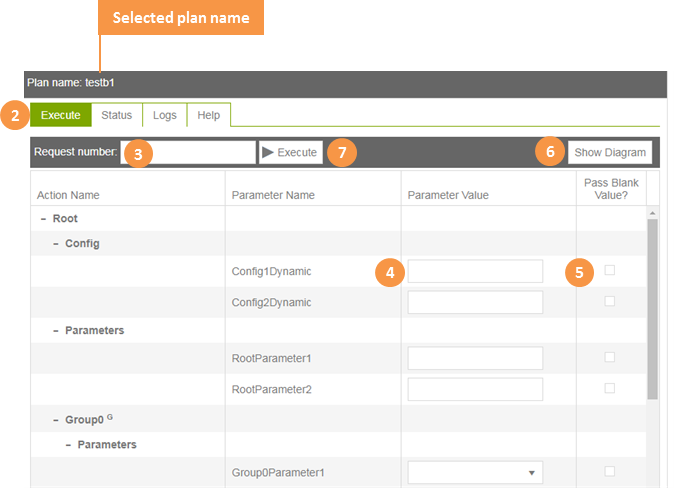 Selected plan name
Plan name: testb1
2 Execute Status Logs Help
Request number: 3 Execute 7 6 Show Diagram
Action Name Parameter Name Parameter Value Pass Blank
Value?
− Root
− Config
Config1Dynamic 4 5
Config2Dynamic
− Parameters
RootParameter1
RootParameter2
− Group0 G
− Parameters
Group0Parameter1